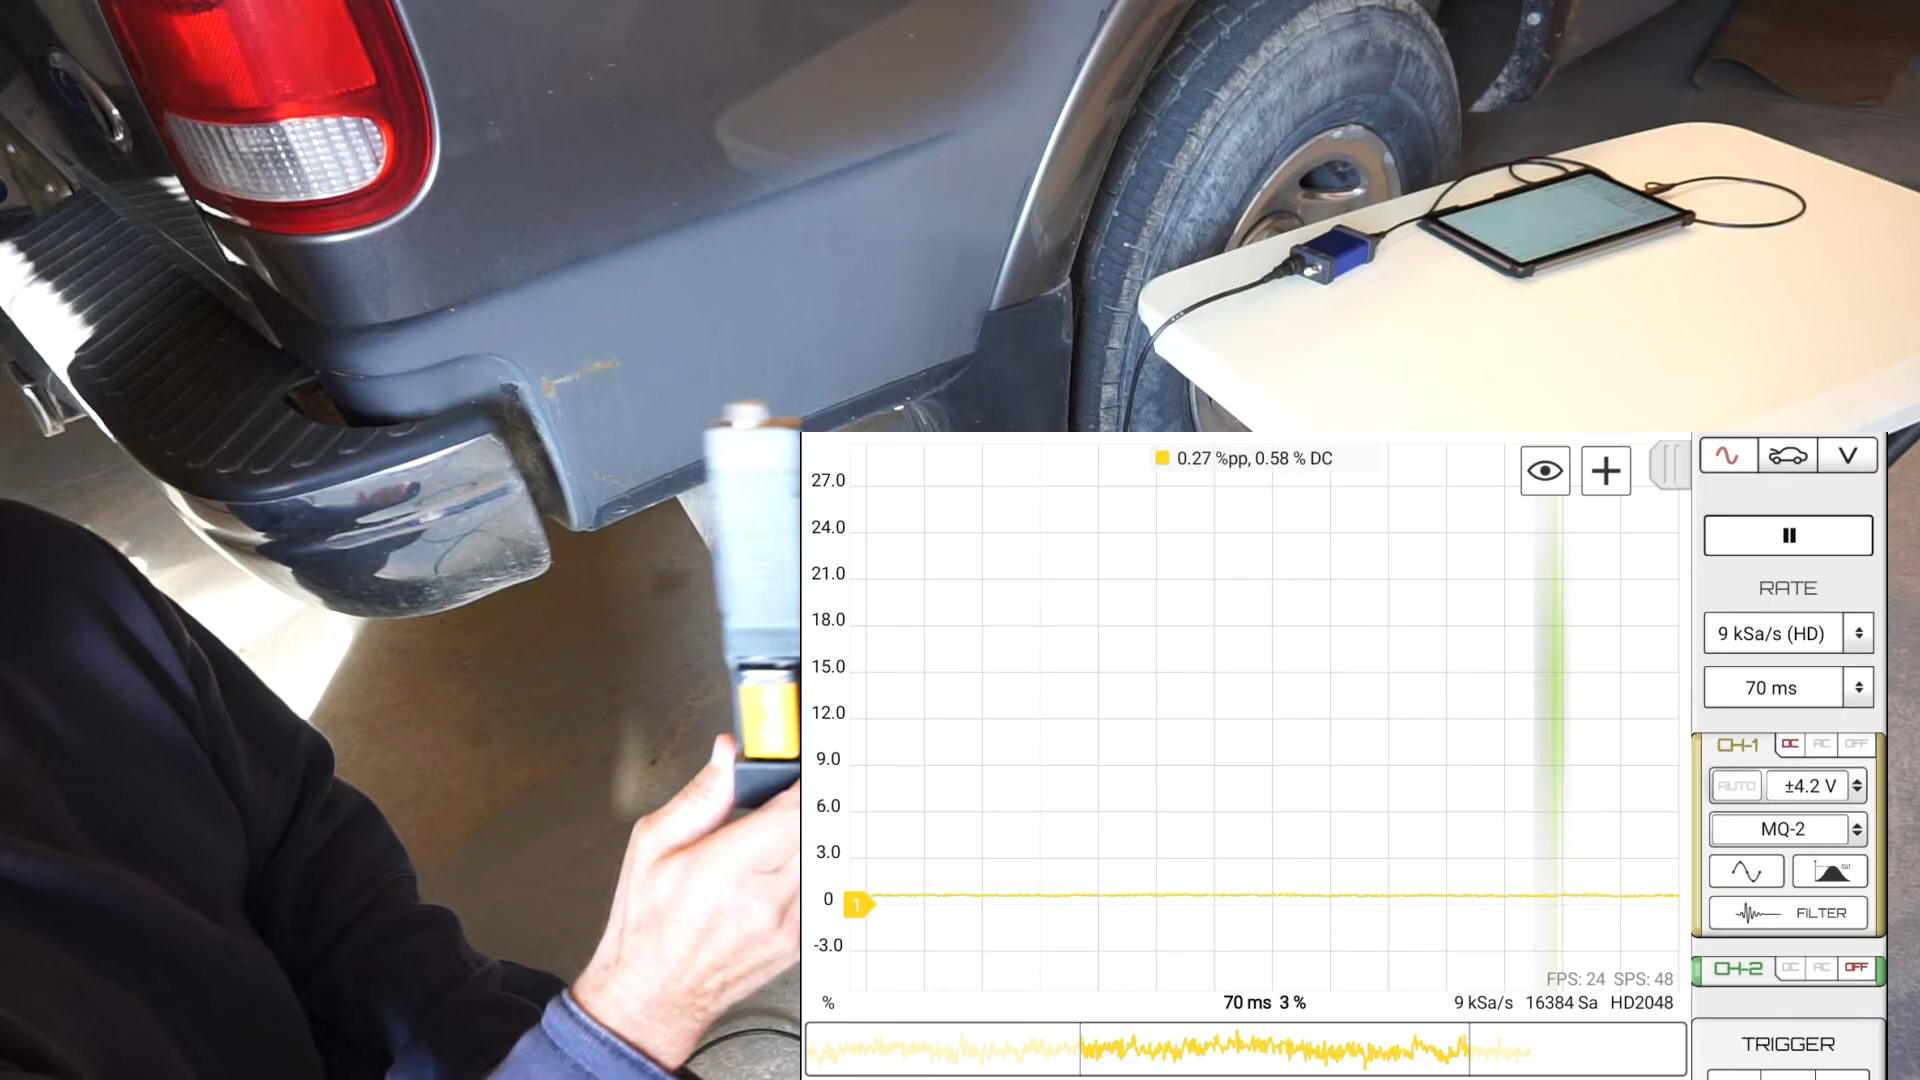 0.27 %pp, 0.58 % DC
27.0
24.0
21.0
18.0
15.0
12.0
9.0
6.0
3.0
0
-3.0
1
FPS: 24 SPS: 48
%
70 ms 3 %
9 kSa/s 16384 Sa HD2048
V
RATE
9 kSa/s (HD)
70 ms
CH-1 DC AC OFF
AUTO ±4.2 V
MQ-2
FILTER
CH-2 DC AC OFF
TRIGGER